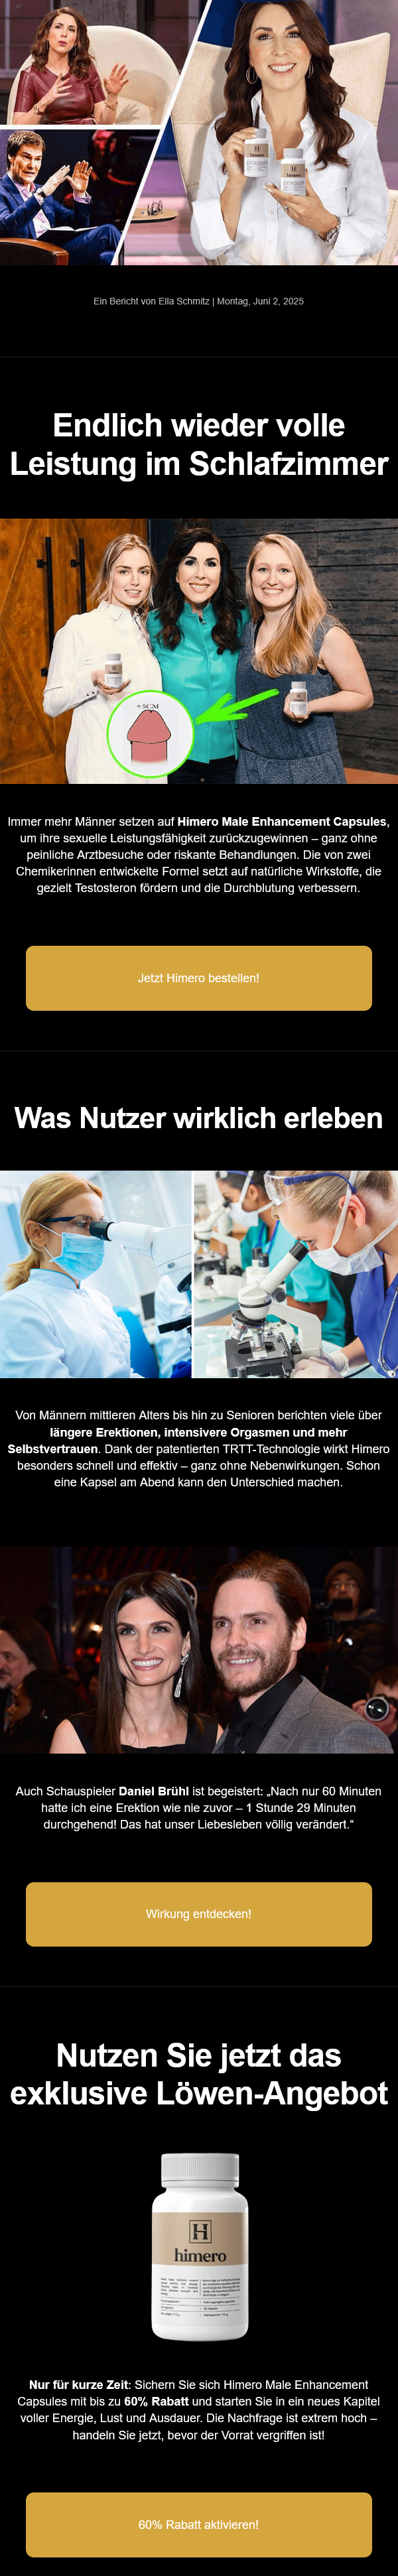 himero
himero
Ein Bericht von Ella Schmitz | Montag, Juni 2, 2025
Endlich wieder volle
Leistung im Schlafzimmer
+5CM
Immer mehr Männer setzen auf Himero Male Enhancement Capsules,
um ihre sexuelle Leistungsfähigkeit zurückzugewinnen – ganz ohne
peinliche Arztbesuche oder riskante Behandlungen. Die von zwei
Chemikerinnen entwickelte Formel setzt auf natürliche Wirkstoffe, die
gezielt Testosteron fördern und die Durchblutung verbessern.
Jetzt Himero bestellen!
Was Nutzer wirklich erleben
Von Männern mittleren Alters bis hin zu Senioren berichten viele über
längere Erektionen, intensivere Orgasmen und mehr
Selbstvertrauen. Dank der patentierten TRTT-Technologie wirkt Himero
besonders schnell und effektiv – ganz ohne Nebenwirkungen. Schon
eine Kapsel am Abend kann den Unterschied machen.
Auch Schauspieler Daniel Brühl ist begeistert: „Nach nur 60 Minuten
hatte ich eine Erektion wie nie zuvor – 1 Stunde 29 Minuten
durchgehend! Das hat unser Liebesleben völlig verändert.“
Wirkung entdecken!
Nutzen Sie jetzt das
exklusive Löwen-Angebot
H
himero
Nur für kurze Zeit: Sichern Sie sich Himero Male Enhancement
Capsules mit bis zu 60% Rabatt und starten Sie in ein neues Kapitel
voller Energie, Lust und Ausdauer. Die Nachfrage ist extrem hoch –
handeln Sie jetzt, bevor der Vorrat vergriffen ist!
60% Rabatt aktivieren!